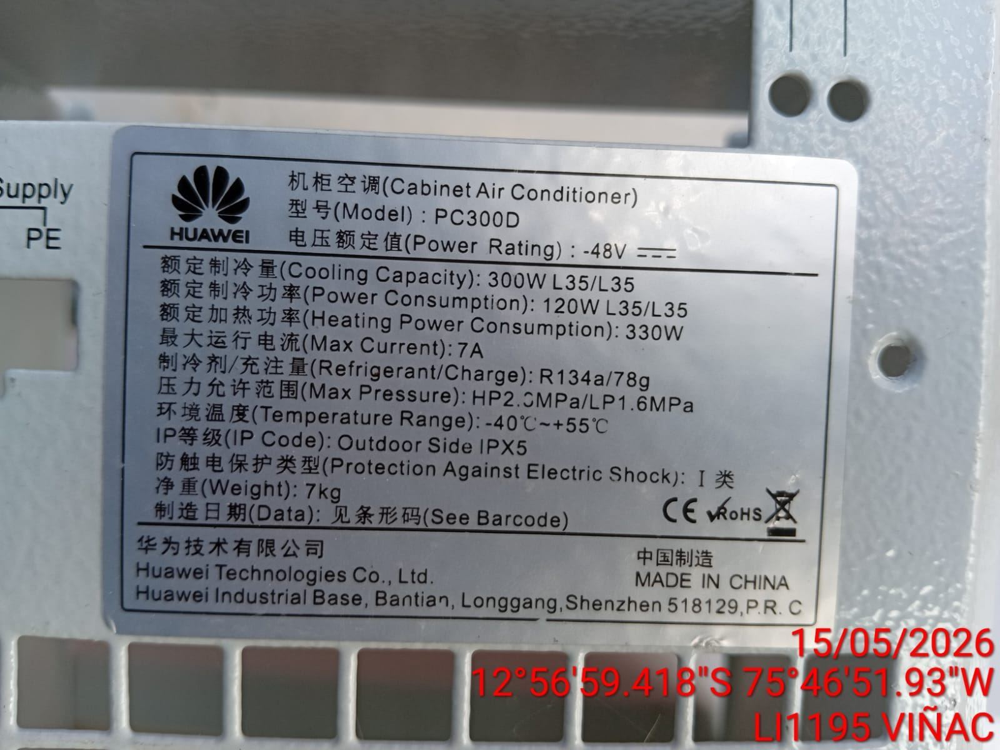 Supply
PE
HUAWEI
机柜空调(Cabinet Air Conditioner)
型号(Model) : PC300D
电压额定值(Power Rating) : -48V
额定制冷量(Cooling Capacity): 300W L35/L35
额定制冷功率(Power Consumption): 120W L35/L35
额定加热功率(Heating Power Consumption): 330W
最大运行电流(Max Current): 7A
制冷剂/充注量(Refrigerant/Charge): R134a/78g
压力允许范围(Max Pressure): /LP1.6MPa
环境温度(Temperature Range): -40℃~+55℃
IP等级(IP Code): Outdoor Side IPX5
防触电保护类型(Protection Against Electric Shock): I 类
净重(Weight): 7kg
制造日期(Data): 见条形码(See Barcode)
CE RoHS
华为技术有限公司
Huawei Technologies Co., Ltd.
Huawei Industrial Base, Bantian, Longgang,Shenzhen 518129,P.R. C
中国制造
MADE IN CHINA
15/05/2026
12°56'59.418"S 75°46'51.93"W
LI1195 VIÑAC